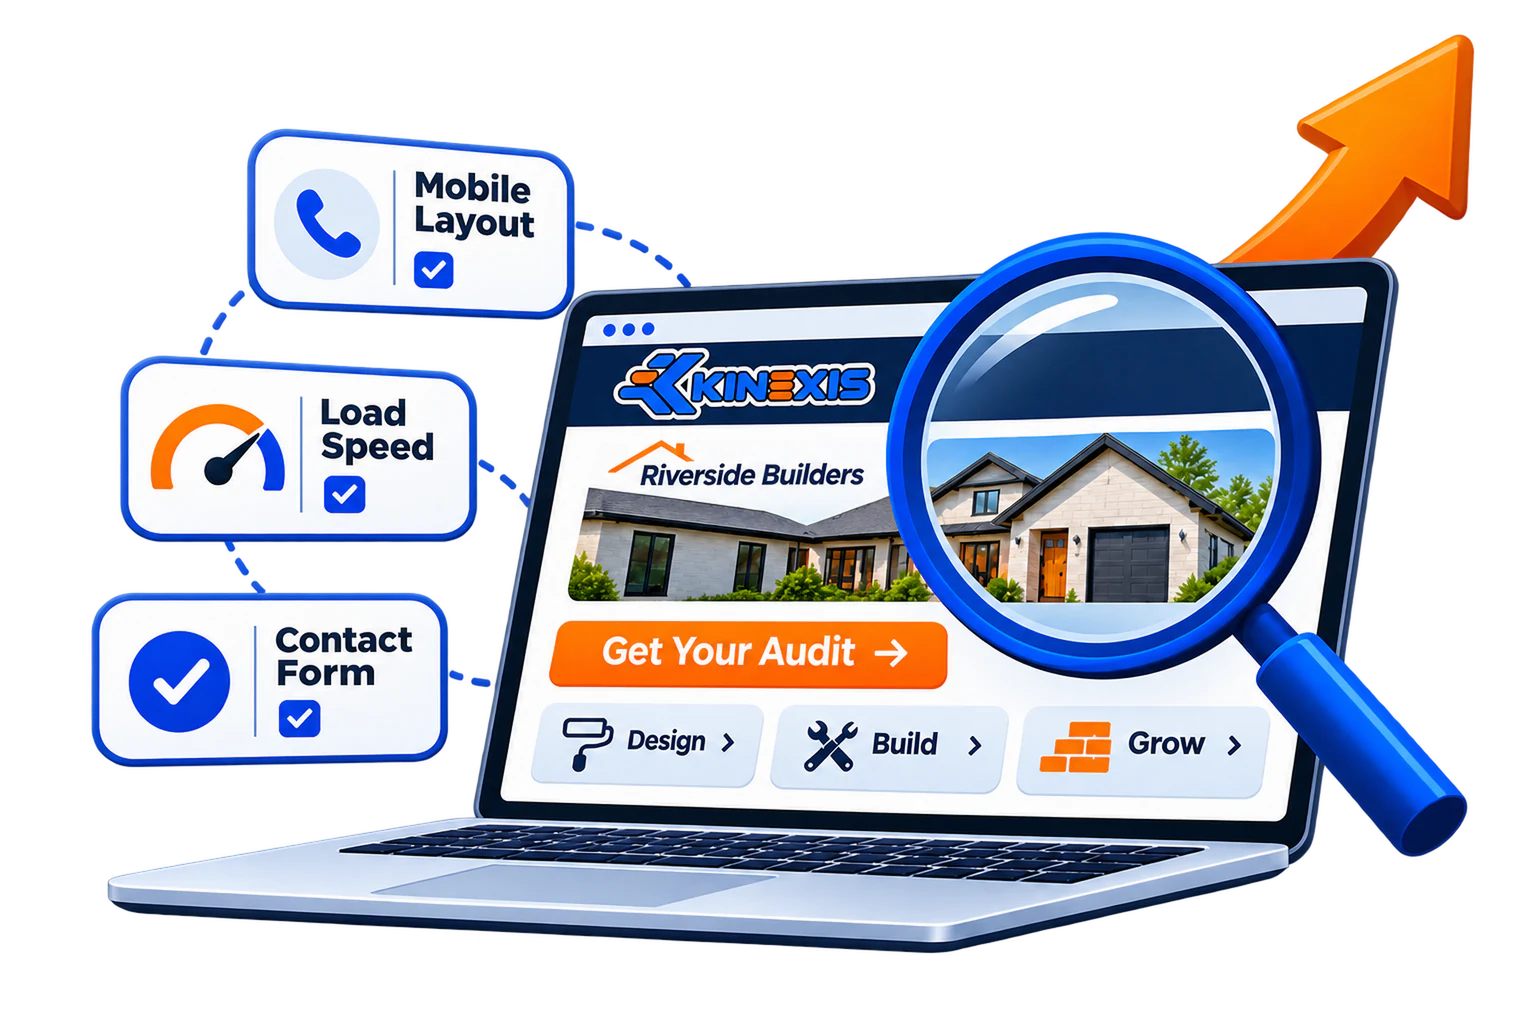 Mobile
Layout
Load
Speed
Contact
Form
KINEXIS
Riverside Builders
Get Your Audit →
Design
Build
Grow